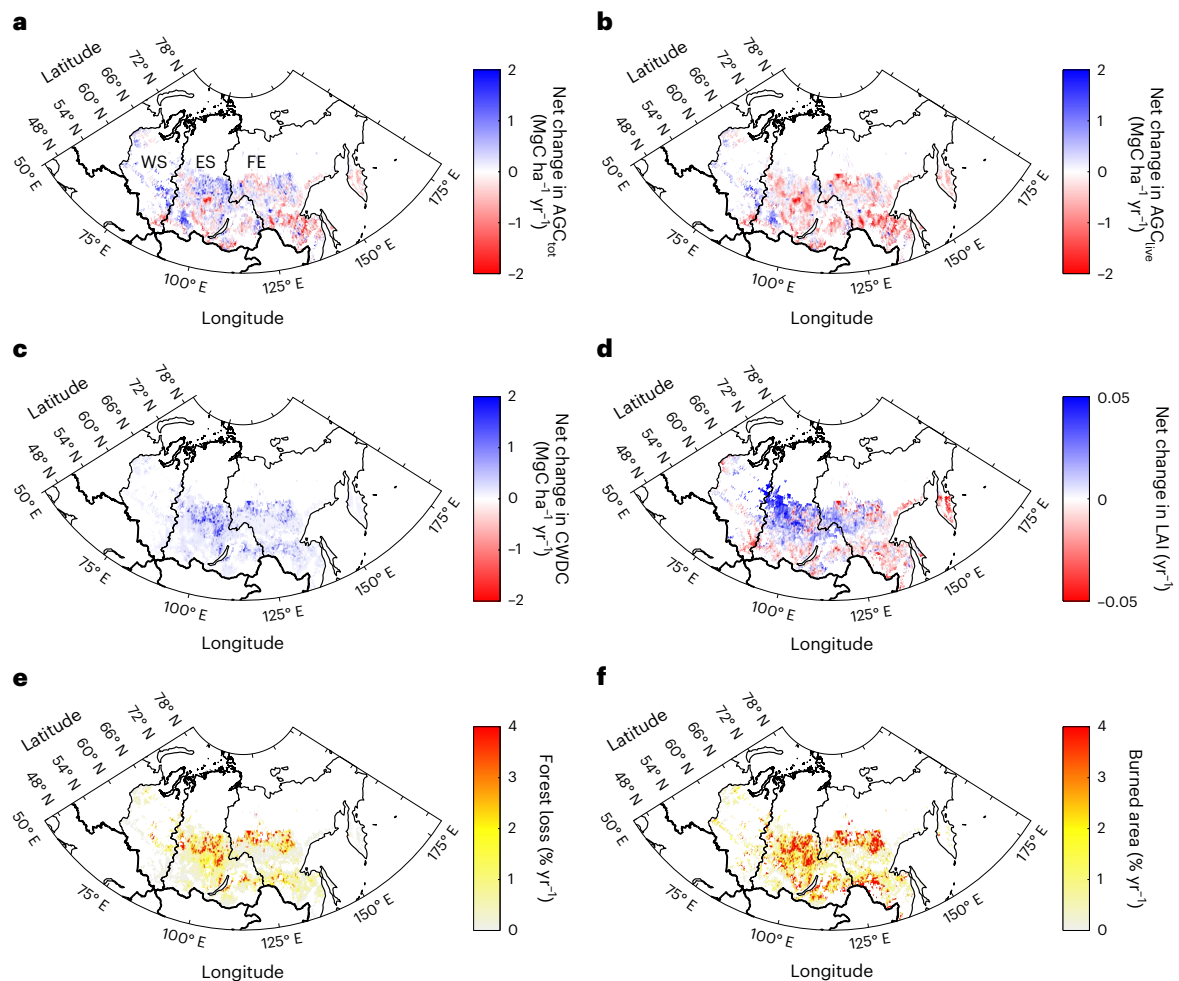 a
Latitude
78° N
72° N
66° N
60° N
54° N
48° N
50° E
75° E
100° E
125° E
150° E
175° E
Longitude
WS ES FE
2
1
0
−1
−2
Net change in AGCtot
(MgC ha−1 yr−1)
b
Latitude
78° N
72° N
66° N
60° N
54° N
48° N
50° E
75° E
100° E
125° E
150° E
175° E
Longitude
2
1
0
−1
−2
Net change in AGClive
(MgC ha−1 yr−1)
c
Latitude
78° N
72° N
66° N
60° N
54° N
48° N
50° E
75° E
100° E
125° E
150° E
175° E
Longitude
2
1
0
−1
−2
Net change in CWDC
(MgC ha−1 yr−1)
d
Latitude
78° N
72° N
66° N
60° N
54° N
48° N
50° E
75° E
100° E
125° E
150° E
175° E
Longitude
0.05
0
−0.05
Net change in LAI (yr−1)
e
Latitude
78° N
72° N
66° N
60° N
54° N
48° N
50° E
75° E
100° E
125° E
150° E
175° E
Longitude
4
3
2
1
0
Forest loss (% yr−1)
f
Latitude
78° N
72° N
66° N
60° N
54° N
48° N
50° E
75° E
100° E
125° E
150° E
175° E
Longitude
4
3
2
1
0
Burned area (% yr−1)